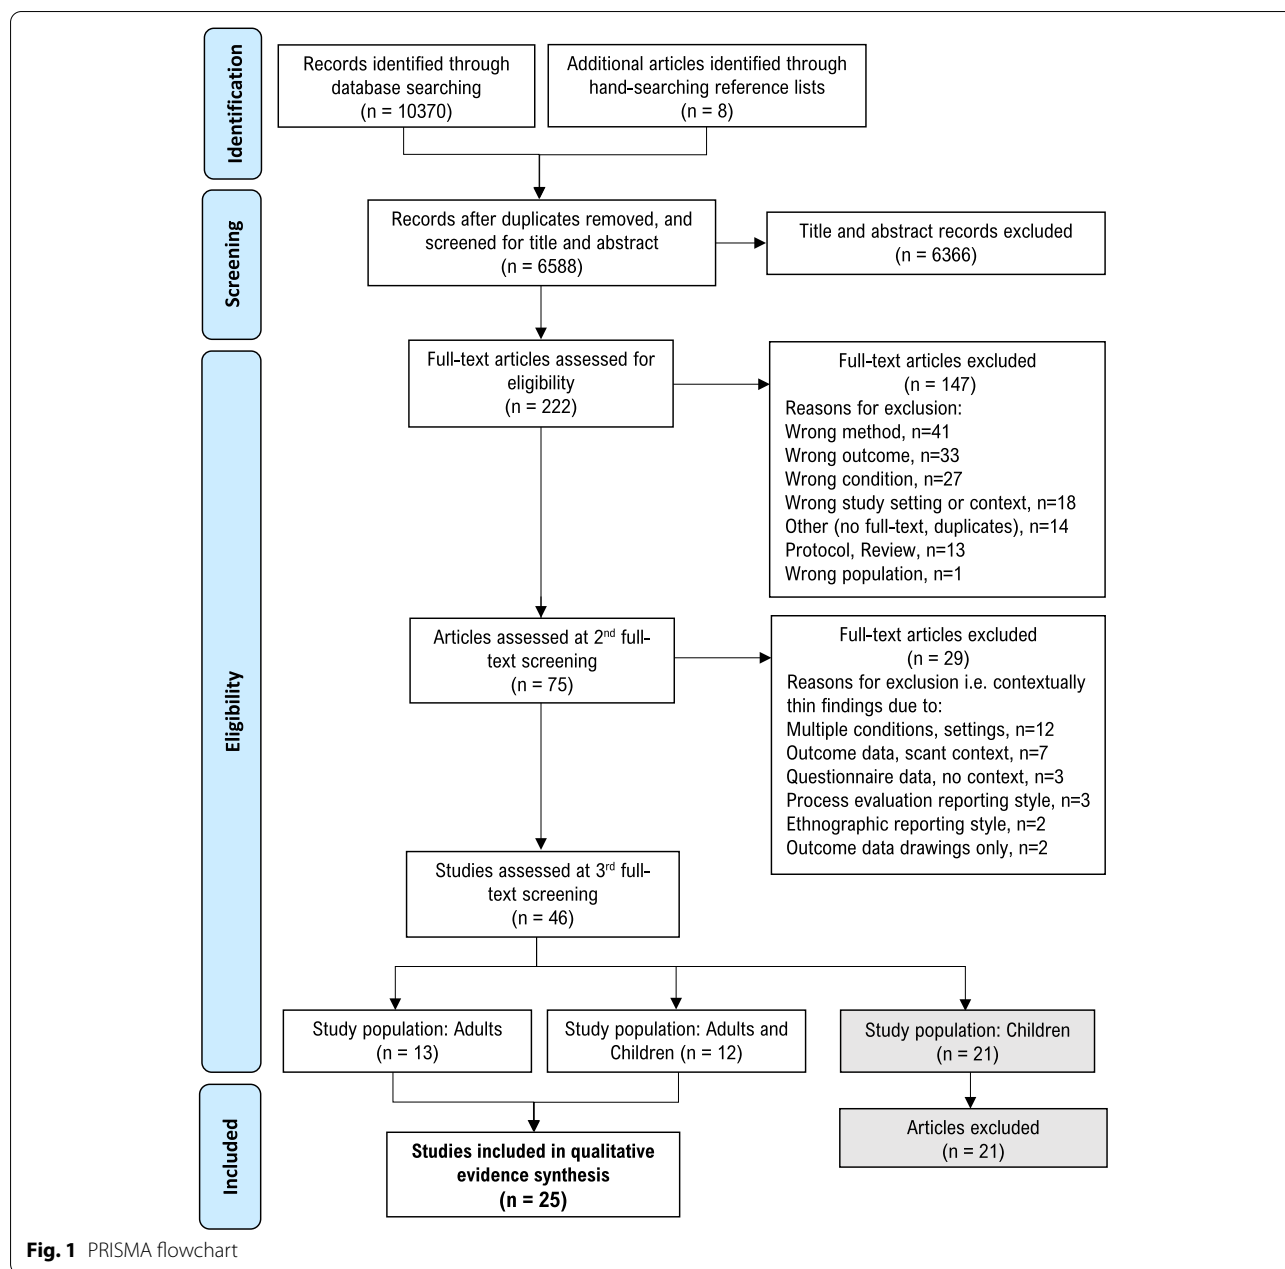 Identification
Records identified through
database searching
(n = 10370)
Additional articles identified through
hand-searching reference lists
(n = 8)
Screening
Records after duplicates removed, and
screened for title and abstract
(n = 6588)
Title and abstract records excluded
(n = 6366)
Eligibility
Full-text articles assessed for
eligibility
(n = 222)
Full-text articles excluded
(n = 147)
Reasons for exclusion:
Wrong method, n=41
Wrong outcome, n=33
Wrong condition, n=27
Wrong study setting or context, n=18
Other (no full-text, duplicates), n=14
Protocol, Review, n=13
Wrong population, n=1
Articles assessed at 2nd full-
text screening
(n = 75)
Full-text articles excluded
(n = 29)
Reasons for exclusion i.e. contextually
thin findings due to:
Multiple conditions, settings, n=12
Outcome data, scant context, n=7
Questionnaire data, no context, n=3
Process evaluation reporting style, n=3
Ethnographic reporting style, n=2
Outcome data drawings only, n=2
Studies assessed at 3rd full-
text screening
(n = 46)
Study population: Adults
(n = 13)
Study population: Adults and
Children (n = 12)
Study population: Children
(n = 21)
Included
Studies included in qualitative
evidence synthesis
(n = 25)
Articles excluded
(n = 21)
Fig. 1 PRISMA flowchart